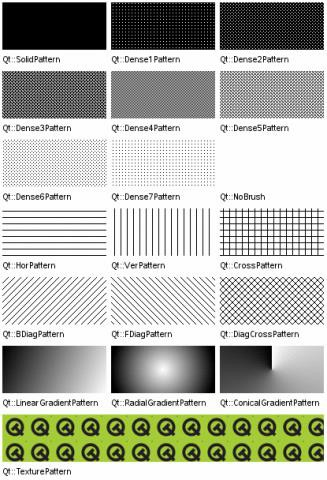 Qt::SolidPattern Qt::Dense1Pattern Qt::Dense2Pattern
Qt::Dense3Pattern Qt::Dense4Pattern Qt::Dense5Pattern
Qt::Dense6Pattern Qt::Dense7Pattern Qt::NoBrush
Qt::HorPattern Qt::VerPattern Qt::CrossPattern
Qt::BDiagPattern Qt::FDiagPattern Qt::DiagCrossPattern
Qt::LinearGradientPattern Qt::RadialGradientPattern Qt::ConicalGradientPattern
Qt::TexturePattern